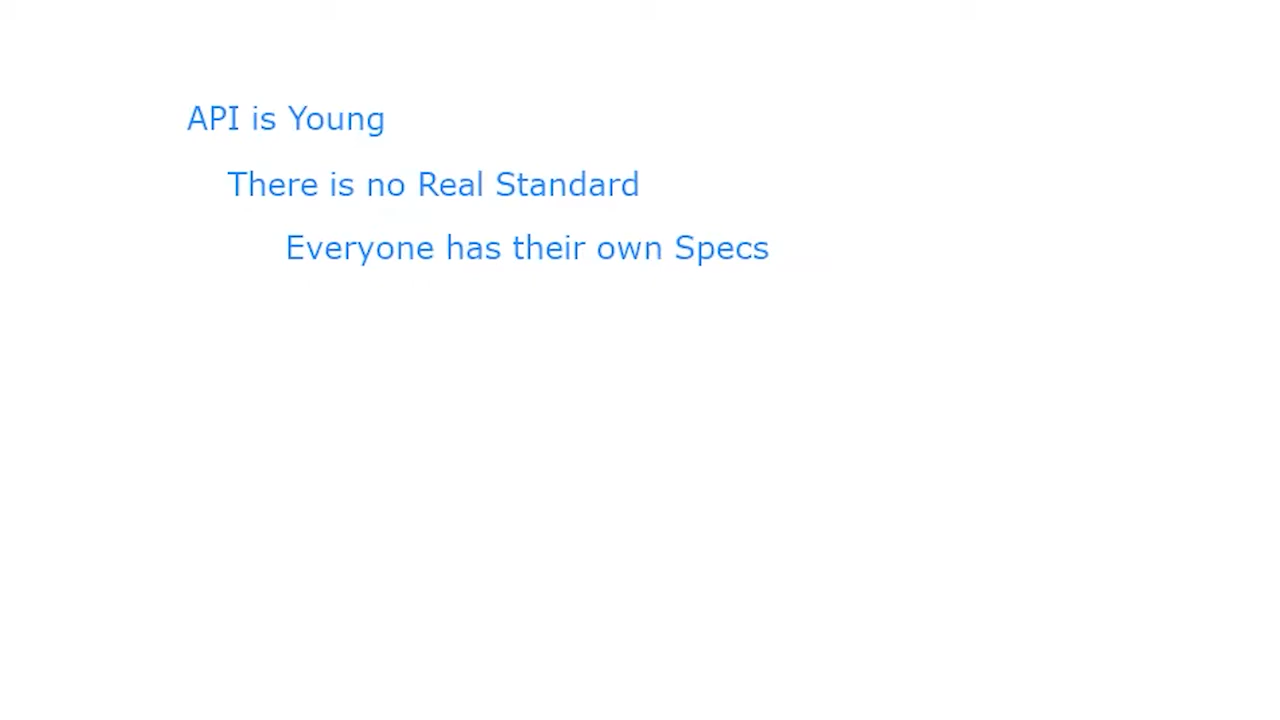 API is Young
There is no Real Standard
Everyone has their own Specs